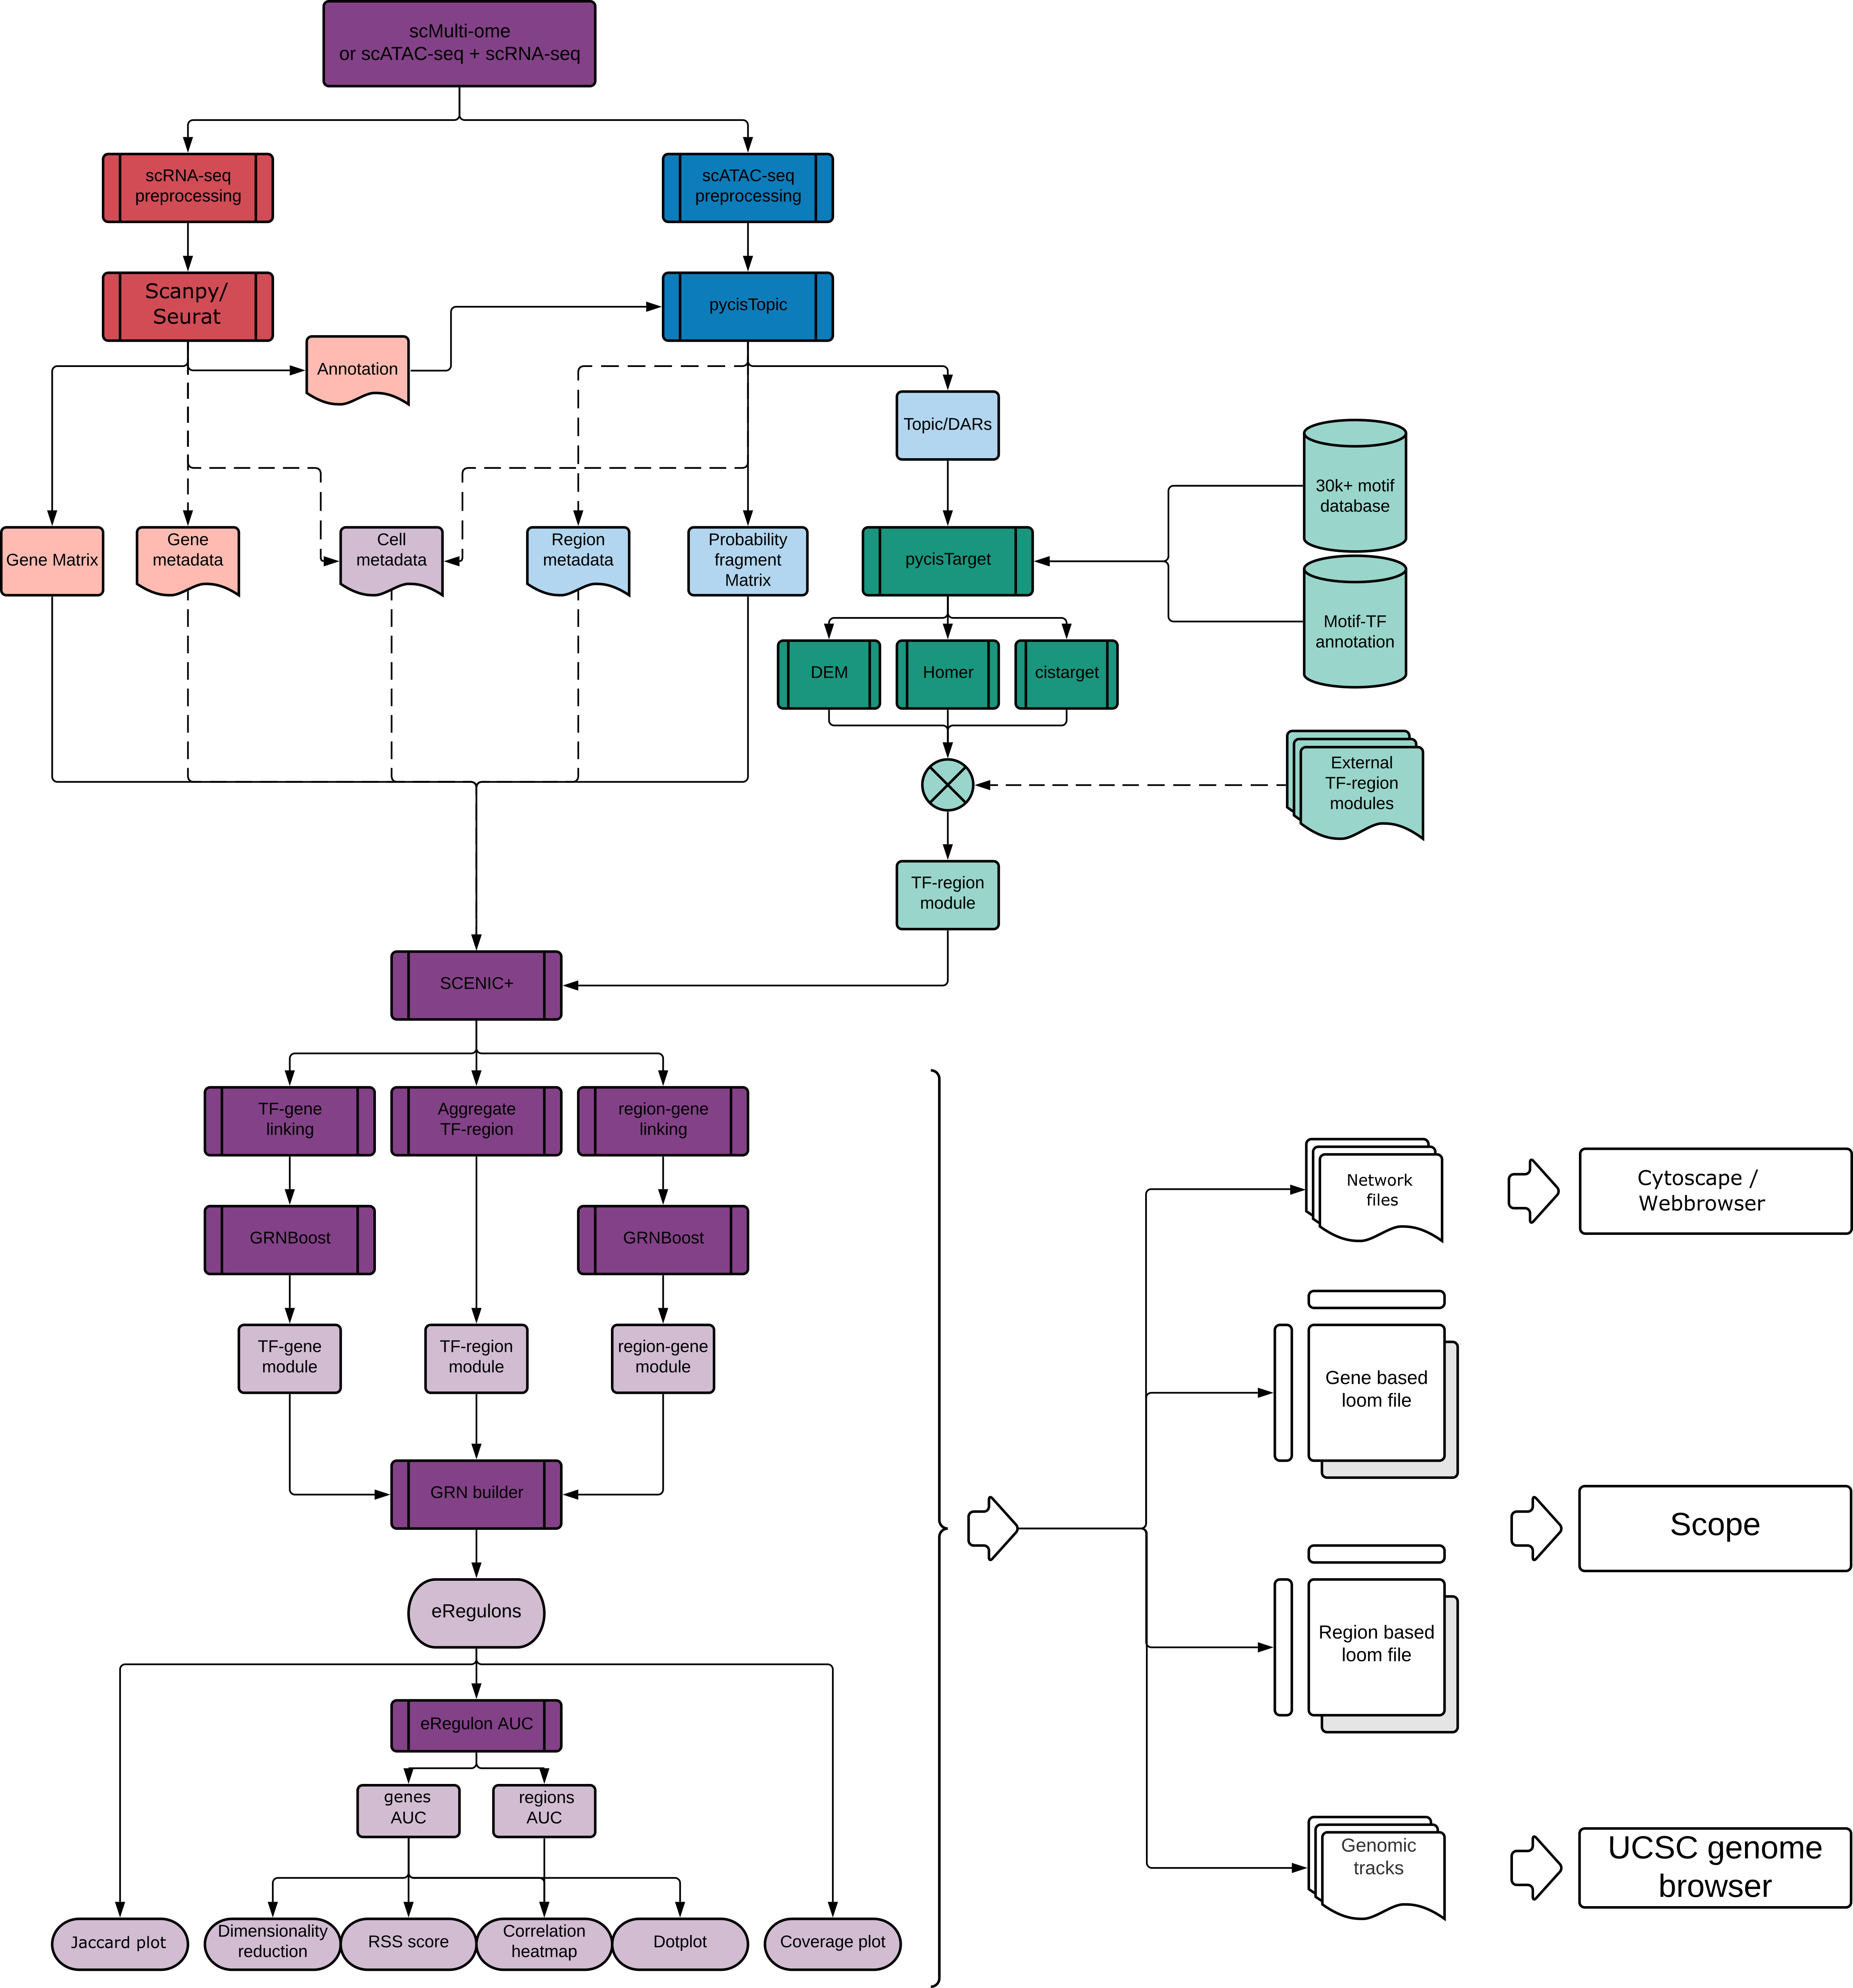 scMulti-ome
or scATAC-seq + scRNA-seq
scRNA-seq
preprocessing
scATAC-seq
preprocessing
Scanpy/
Seurat
pycisTopic
Annotation
Topic/DARs
30k+ motif
database
Gene Matrix
Gene
metadata
Cell
metadata
Region
metadata
Probability
fragment
Matrix
pycisTarget
Motif-TF
annotation
DEM
Homer
cistarget
External
TF-region
modules
TF-region
module
SCENIC+
TF-gene
linking
Aggregate
TF-region
region-gene
linking
GRNBoost
GRNBoost
TF-gene
module
TF-region
module
region-gene
module
GRN builder
eRegulons
eRegulon AUC
genes
AUC
regions
AUC
Jaccard plot
Dimensionality
reduction
RSS score
Correlation
heatmap
Dotplot
Coverage plot
Network
files
Cytoscape /
Webbrowser
Gene based
loom file
Scope
Region based
loom file
Genomic
tracks
UCSC genome
browser